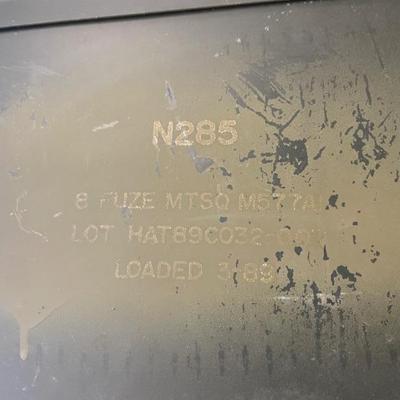 N285
8 FUZE MTSQ M577A1
LOT HAT89C032-
LOADED 3/89